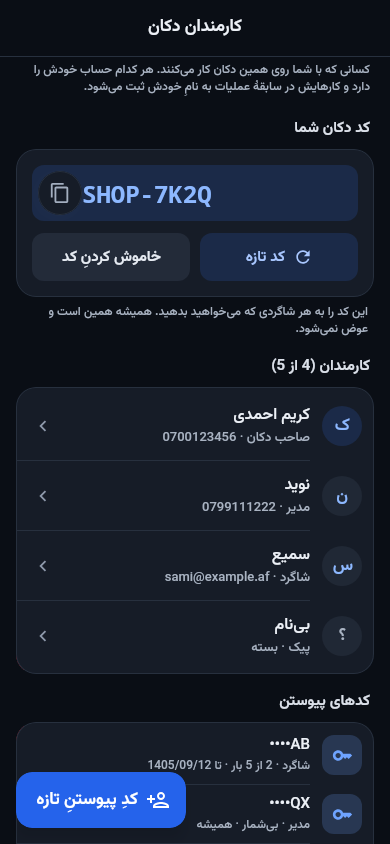 کارمندان دکان
کسانی که با شما روی همین دکان کار می‌کنند. هر کدام حساب خودش را
دارد و کارهایش در سابقهٔ عملیات به نامِ خودش ثبت می‌شود.
کد دکان شما
SHOP-7K2Q
کد تازه
خاموش کردنِ کد
این کد را به هر شاگردی که می‌خواهید بدهید. همیشه همین است و
عوض نمی‌شود.
کارمندان (4 از 5)
ک
کریم احمدی
صاحب دکان · 0700123456
ن
نوید
مدیر · 0799111222
س
سمیع
شاگرد · sami@example.af
؟
بی‌نام
پیک · بسته
کدهای پیوستن
••••AB
شاگرد · 2 از 5 بار · تا 1405/09/12
••••QX
مدیر · بی‌شمار · همیشه
کدِ پیوستنِ تازه